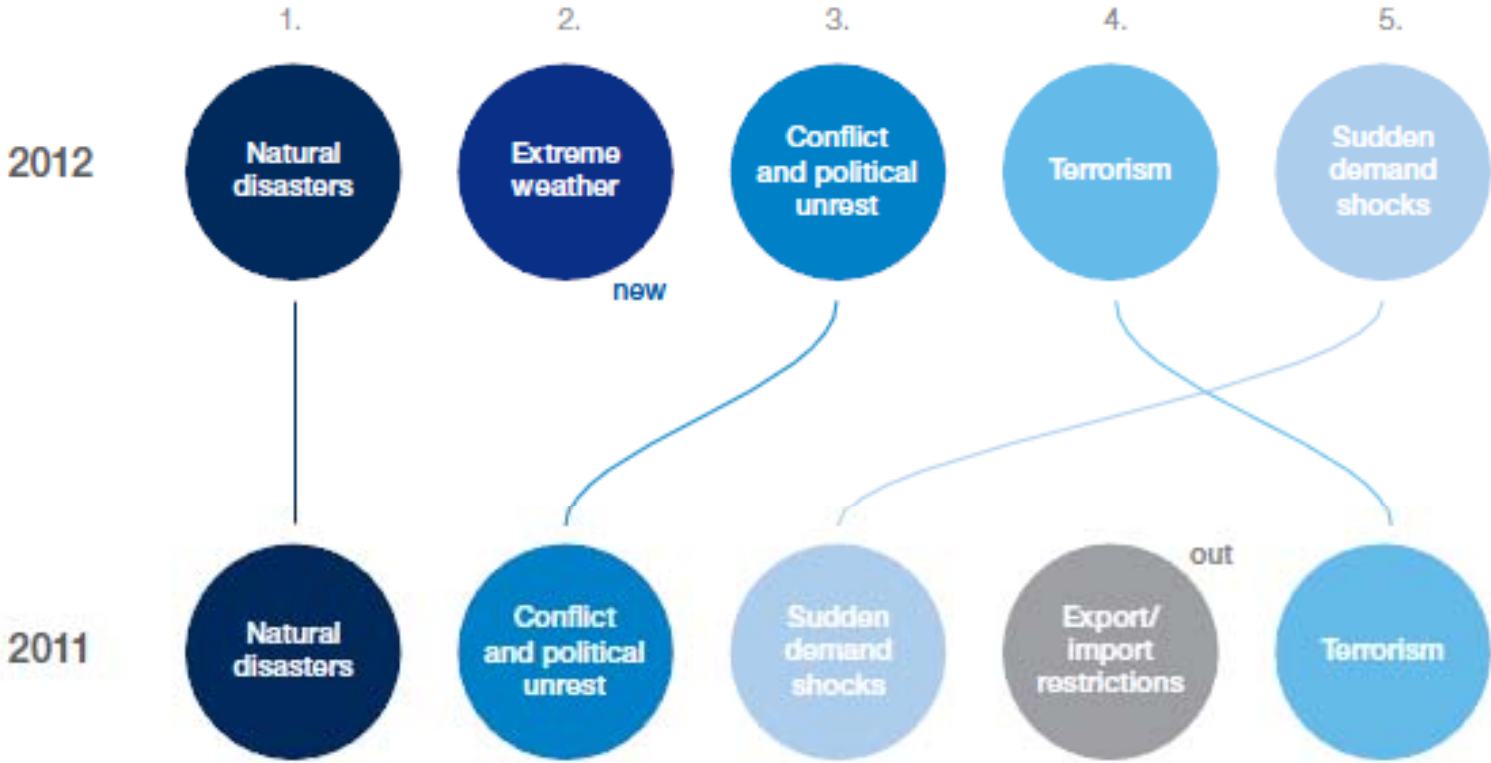 1. 2. 3. 4. 5.
2012
Natural
disasters
Extreme
weather
new
Conflict
and political
unrest
Terrorism
Sudden
demand
shocks
2011
Natural
disasters
Conflict
and political
unrest
Sudden
demand
shocks
Export/
import
restrictions
out
Terrorism